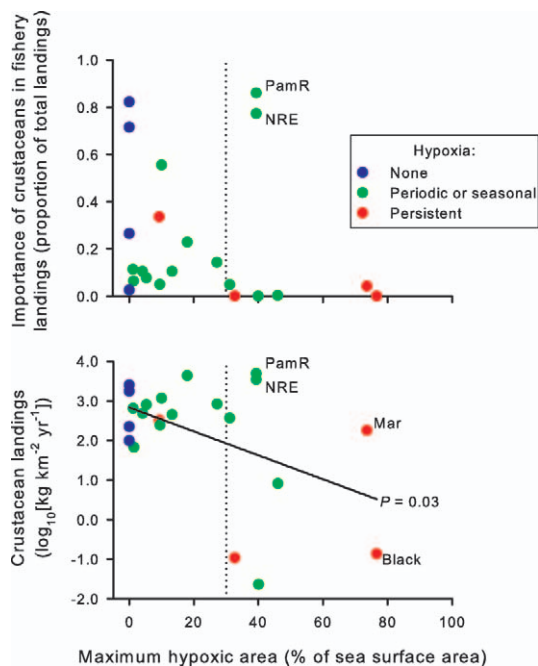 Importance of crustaceans in fishery
landings (proportion of total landings)
1.0
0.8
0.6
0.4
0.2
0.0
PamR
NRE
Hypoxia:
None
Periodic or seasonal
Persistent
Crustacean landings
(log10[kg km-2 yr-1])
4.0
3.0
2.0
1.0
0.0
-1.0
-2.0
PamR
NRE
Mar
P = 0.03
Black
0 20 40 60 80 100
Maximum hypoxic area (% of sea surface area)